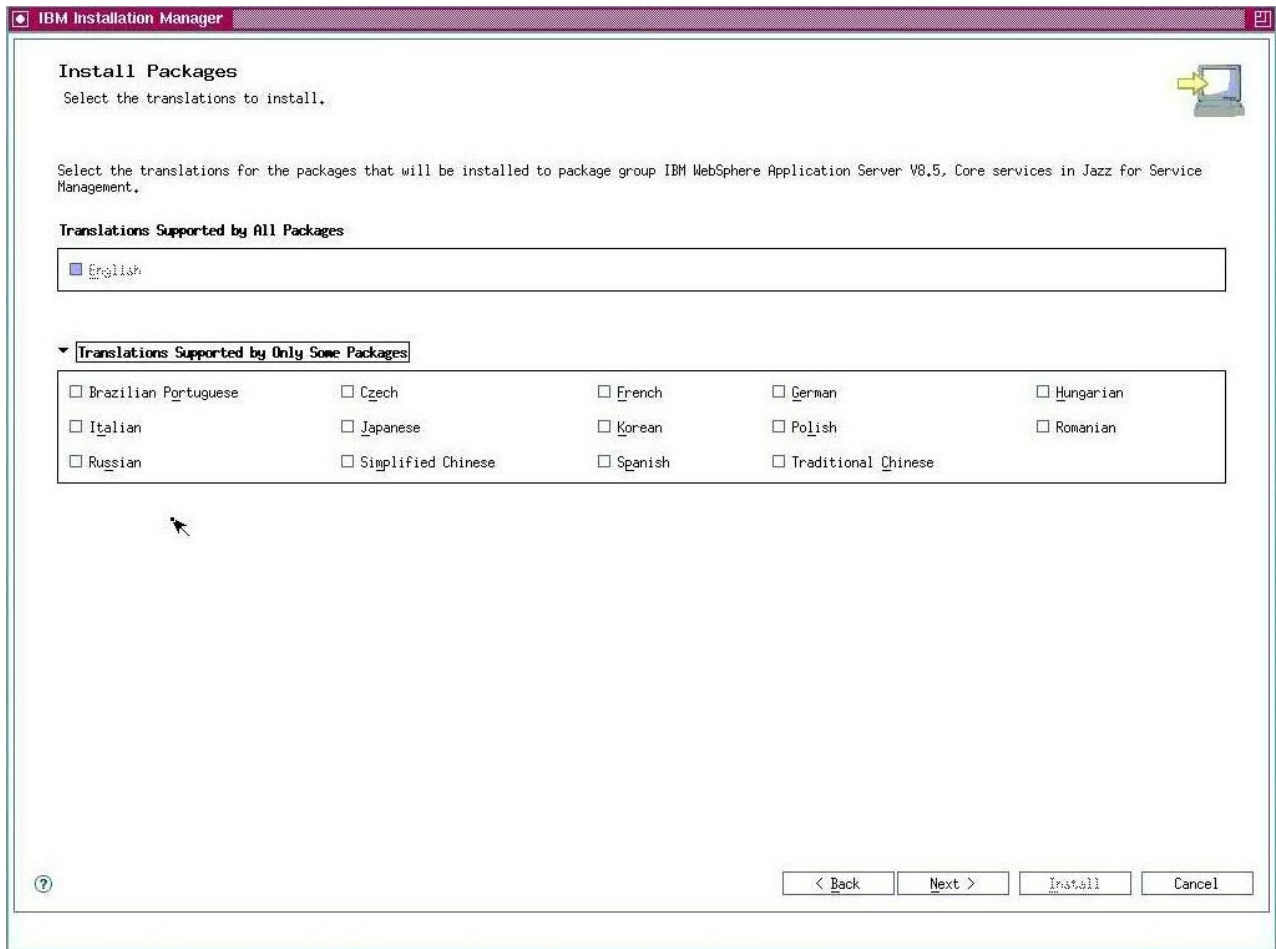 IBM Installation Manager
Install Packages
Select the translations to install.
Select the translations for the packages that will be installed to package group IBM WebSphere Application Server V8.5, Core services in Jazz for Service
Management.
Translations Supported by All Packages
English
Translations Supported by Only Some Packages
Brazilian Portuguese Czech French German Hungarian
Italian Japanese Korean Polish Romanian
Russian Simplified Chinese Spanish Traditional Chinese
? < Back Next > Install Cancel